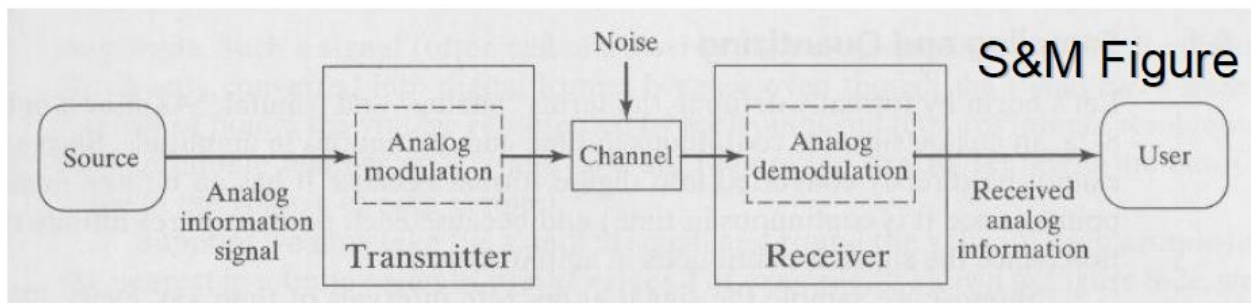 Noise
S&M Figure
Source
Analog
modulation
Channel
Analog
demodulation
User
Analog
information
signal
Received
analog
information
Transmitter
Receiver